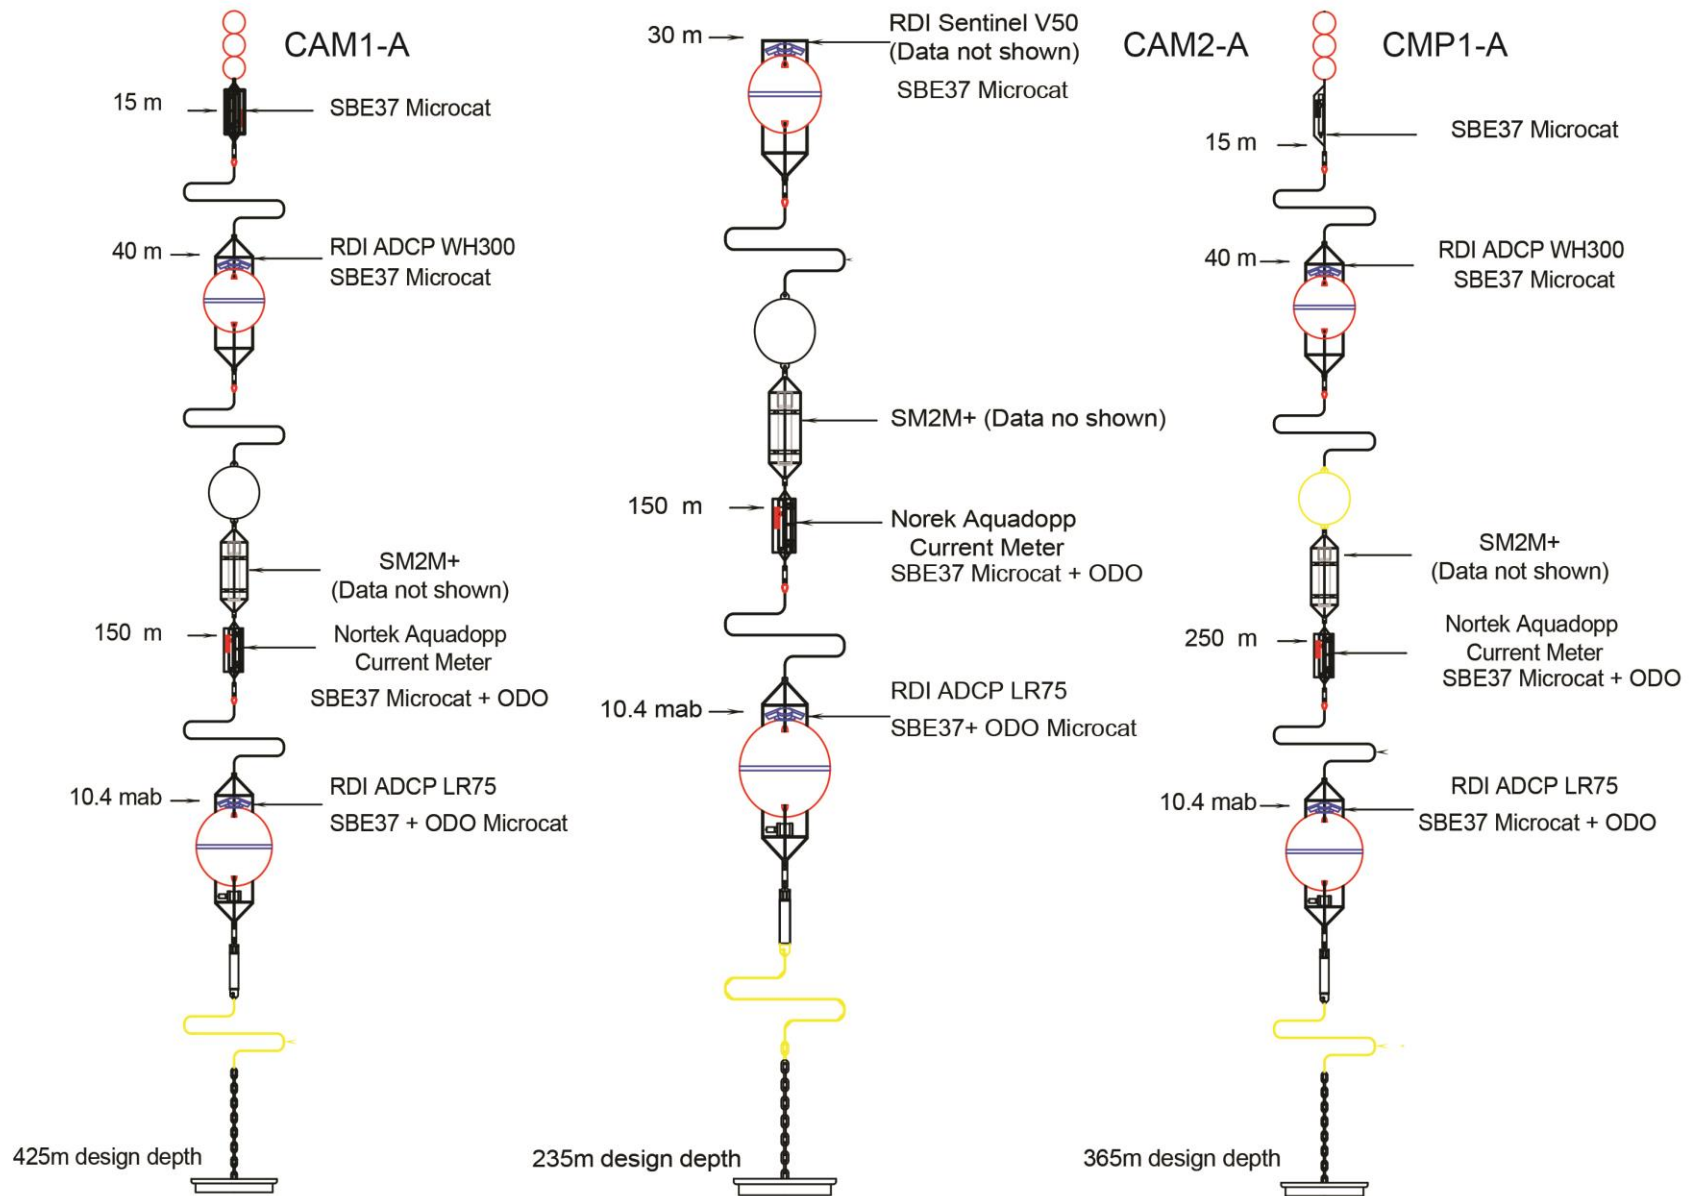 CAM1-A
15 m
SBE37 Microcat
40 m
RDI ADCP WH300
SBE37 Microcat
SM2M+
(Data not shown)
150 m
Nortek Aquadopp
Current Meter
SBE37 Microcat + ODO
10.4 mab
RDI ADCP LR75
SBE37 + ODO Microcat
425m design depth
CAM2-A
30 m
RDI Sentinel V50
(Data not shown)
SBE37 Microcat
SM2M+ (Data no shown)
150 m
Norek Aquadopp
Current Meter
SBE37 Microcat + ODO
10.4 mab
RDI ADCP LR75
SBE37+ ODO Microcat
235m design depth
CMP1-A
SBE37 Microcat
15 m
RDI ADCP WH300
40 m
SBE37 Microcat
SM2M+
(Data not shown)
Nortek Aquadopp
250 m
Current Meter
SBE37 Microcat + ODO
RDI ADCP LR75
10.4 mab
SBE37 Microcat + ODO
365m design depth